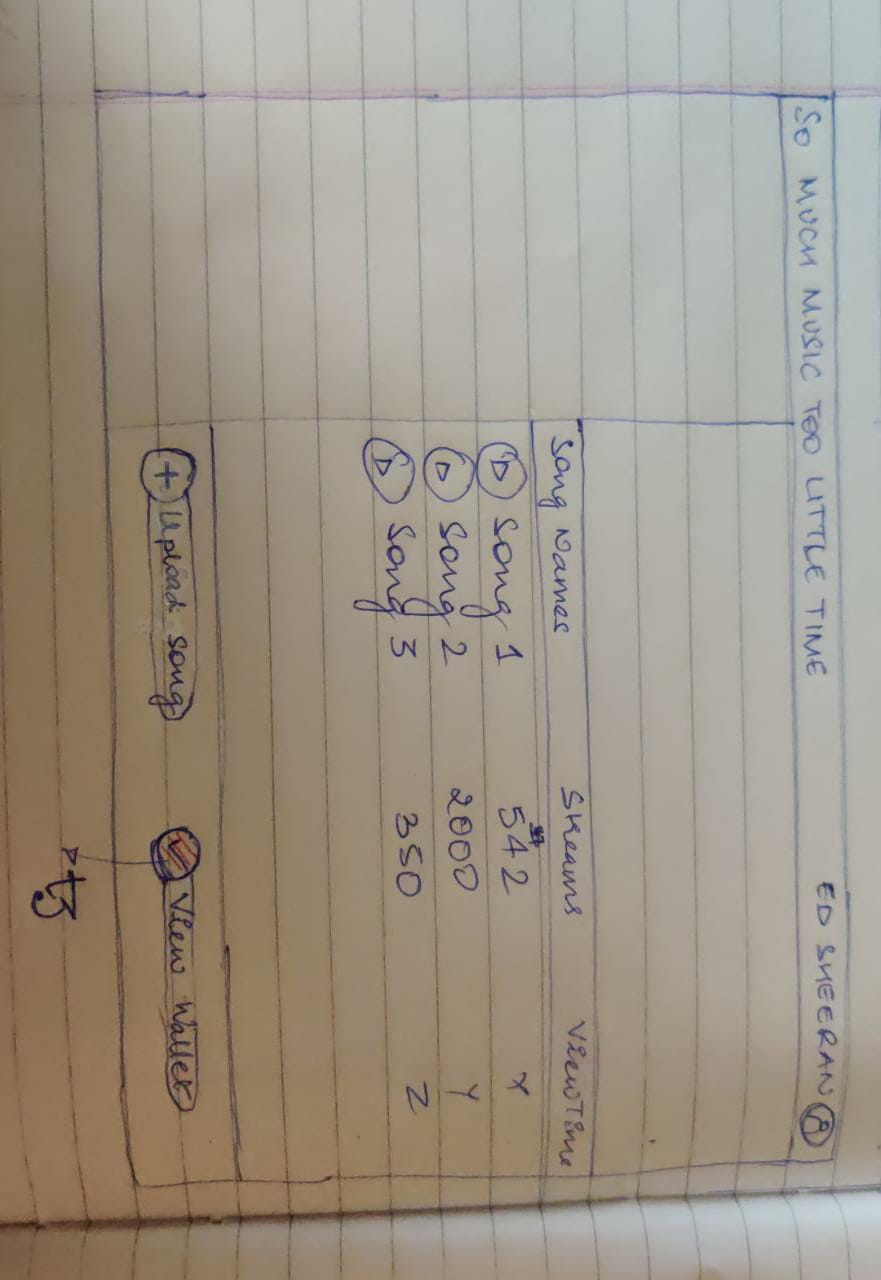 SO MUCH MUSIC TOO LITTLE TIME ED SHEERAN
Song Names Streams ViewTime
Song 1 542 X
Song 2 2000 Y
Song 3 350 Z
+ Upload song View Wallet